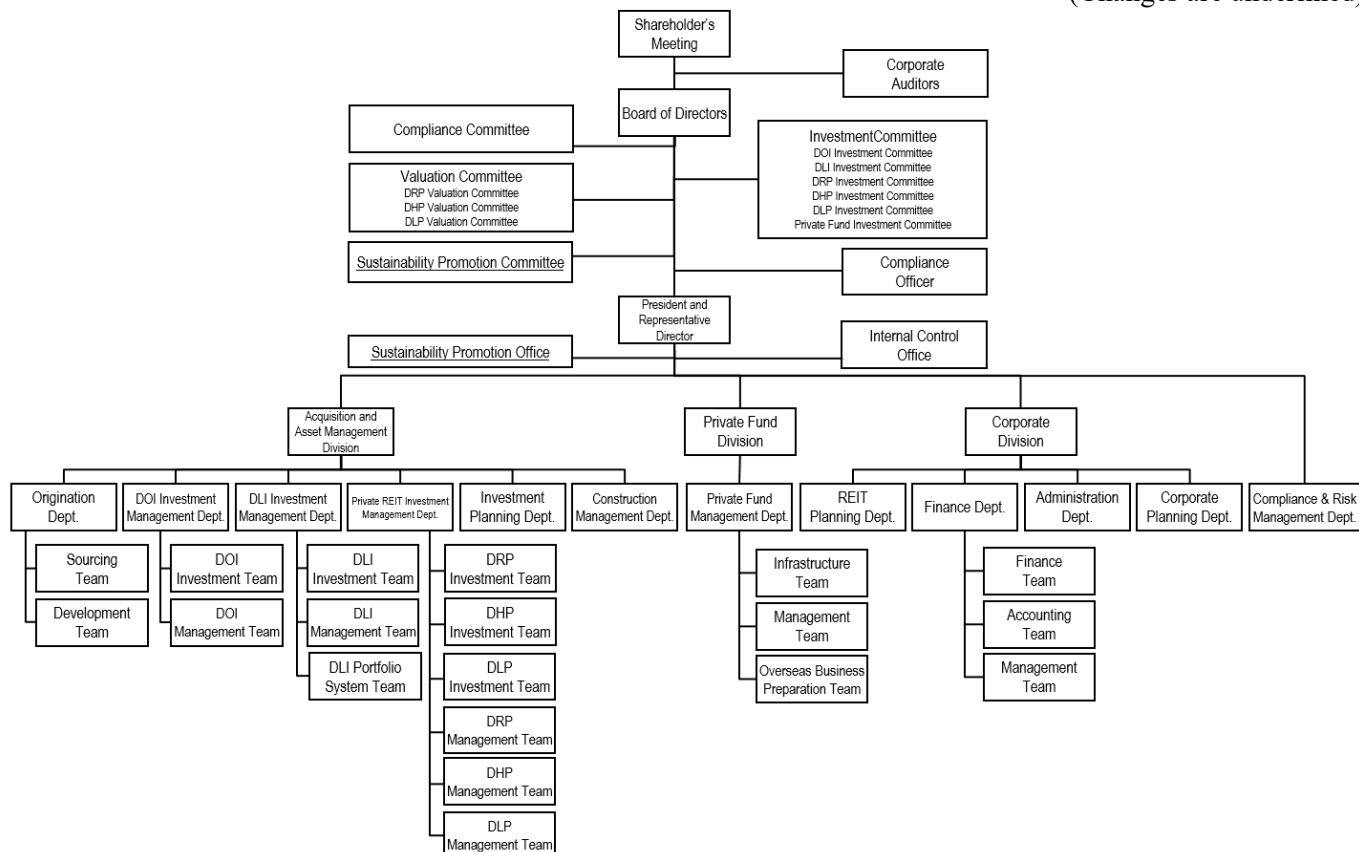 (Changes are underlined)
Shareholder's
Meeting
Corporate
Auditors
Board of Directors
Compliance Committee
InvestmentCommittee
DOI Investment Committee
DLI Investment Committee
DRP Investment Committee
DHP Investment Committee
DLP Investment Committee
Private Fund Investment Committee
Valuation Committee
DRP Valuation Committee
DHP Valuation Committee
DLP Valuation Committee
Sustainability Promotion Committee
Compliance
Officer
President and
Representative
Director
Sustainability Promotion Office
Internal Control
Office
Acquisition and
Asset Management
Division
Private Fund
Division
Corporate
Division
Origination
Dept.
DOI Investment
Management Dept.
DLI Investment
Management Dept.
Private REIT Investment
Management Dept.
Investment
Planning Dept.
Construction
Management Dept.
Private Fund
Management Dept.
REIT
Planning Dept.
Finance Dept.
Administration
Dept.
Corporate
Planning Dept.
Compliance & Risk
Management Dept.
Sourcing
Team
Development
Team
DOI
Investment Team
DOI
Management Team
DLI
Investment Team
DLI
Management Team
DLI Portfolio
System Team
DRP
Investment Team
DHP
Investment Team
DLP
Investment Team
DRP
Management Team
DHP
Management Team
DLP
Management Team
Infrastructure
Team
Management
Team
Overseas Business
Preparation Team
Finance
Team
Accounting
Team
Management
Team